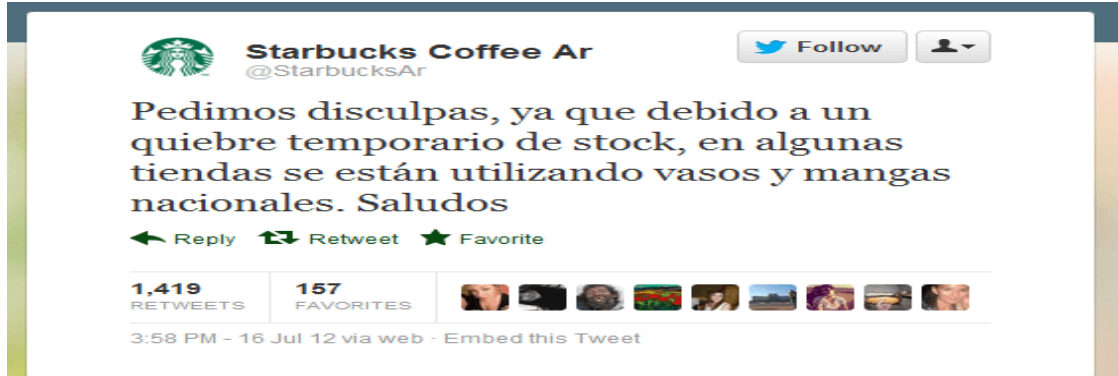 Starbucks Coffee Ar
@StarbucksAr
Follow
Pedimos disculpas, ya que debido a un
quiebre temporario de stock, en algunas
tiendas se están utilizando vasos y mangas
nacionales. Saludos
Reply Retweet Favorite
1,419 157
RETWEETS FAVORITES
3:58 PM - 16 Jul 12 via web · Embed this Tweet